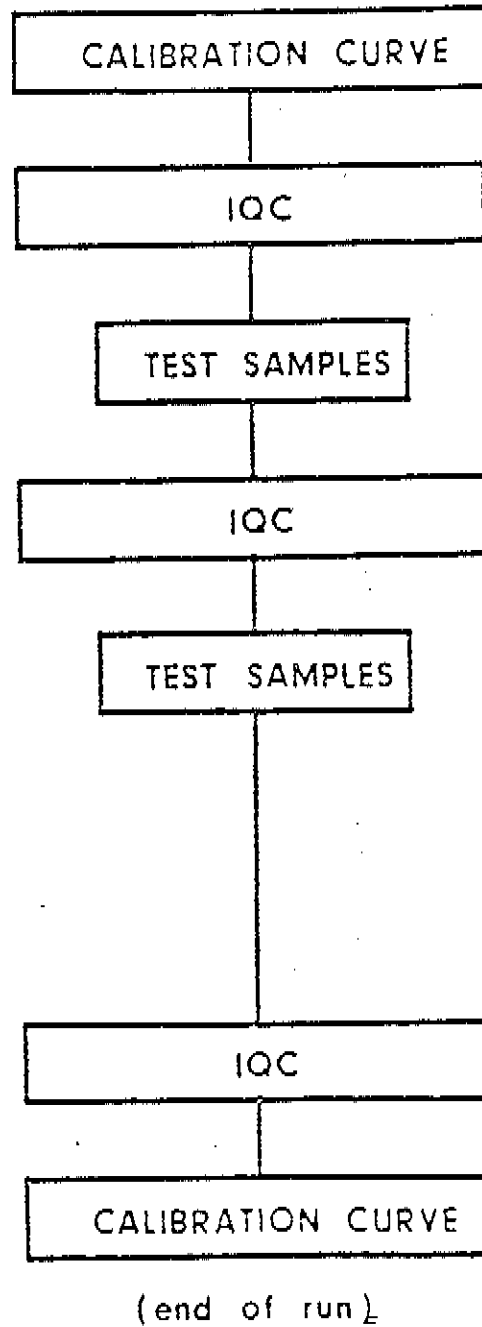 CALIBRATION CURVE
IQC
TEST SAMPLES
IQC
TEST SAMPLES
IQC
CALIBRATION CURVE
(end of run)